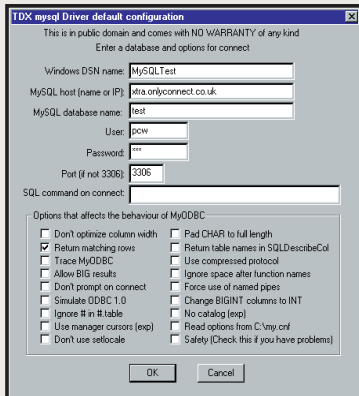 TDX mysql Driver default configuration
This is in public domain and comes with NO WARRANTY of any kind
Enter a database and options for connect
Windows DSN name: MySQLTest
MySQL host (name or IP): xtra.onlyconnect.co.uk
MySQL database name: test
User: pcw
Password: ***
Port (if not 3306): 3306
SQL command on connect:
Options that affects the behaviour of MyODBC
Don't optimize column width
Return matching rows
Trace MyODBC
Allow BIG results
Don't prompt on connect
Simulate ODBC 1.0
Ignore # in #.table
Use manager cursors (exp)
Don't use setlocale
Pad CHAR to full length
Return table names in SQLDescribeCol
Use compressed protocol
Ignore space after function names
Force use of named pipes
Change BIGINT columns to INT
No catalog (exp)
Read options from C:\my.cnf
Safety (Check this if you have problems)
OK
Cancel